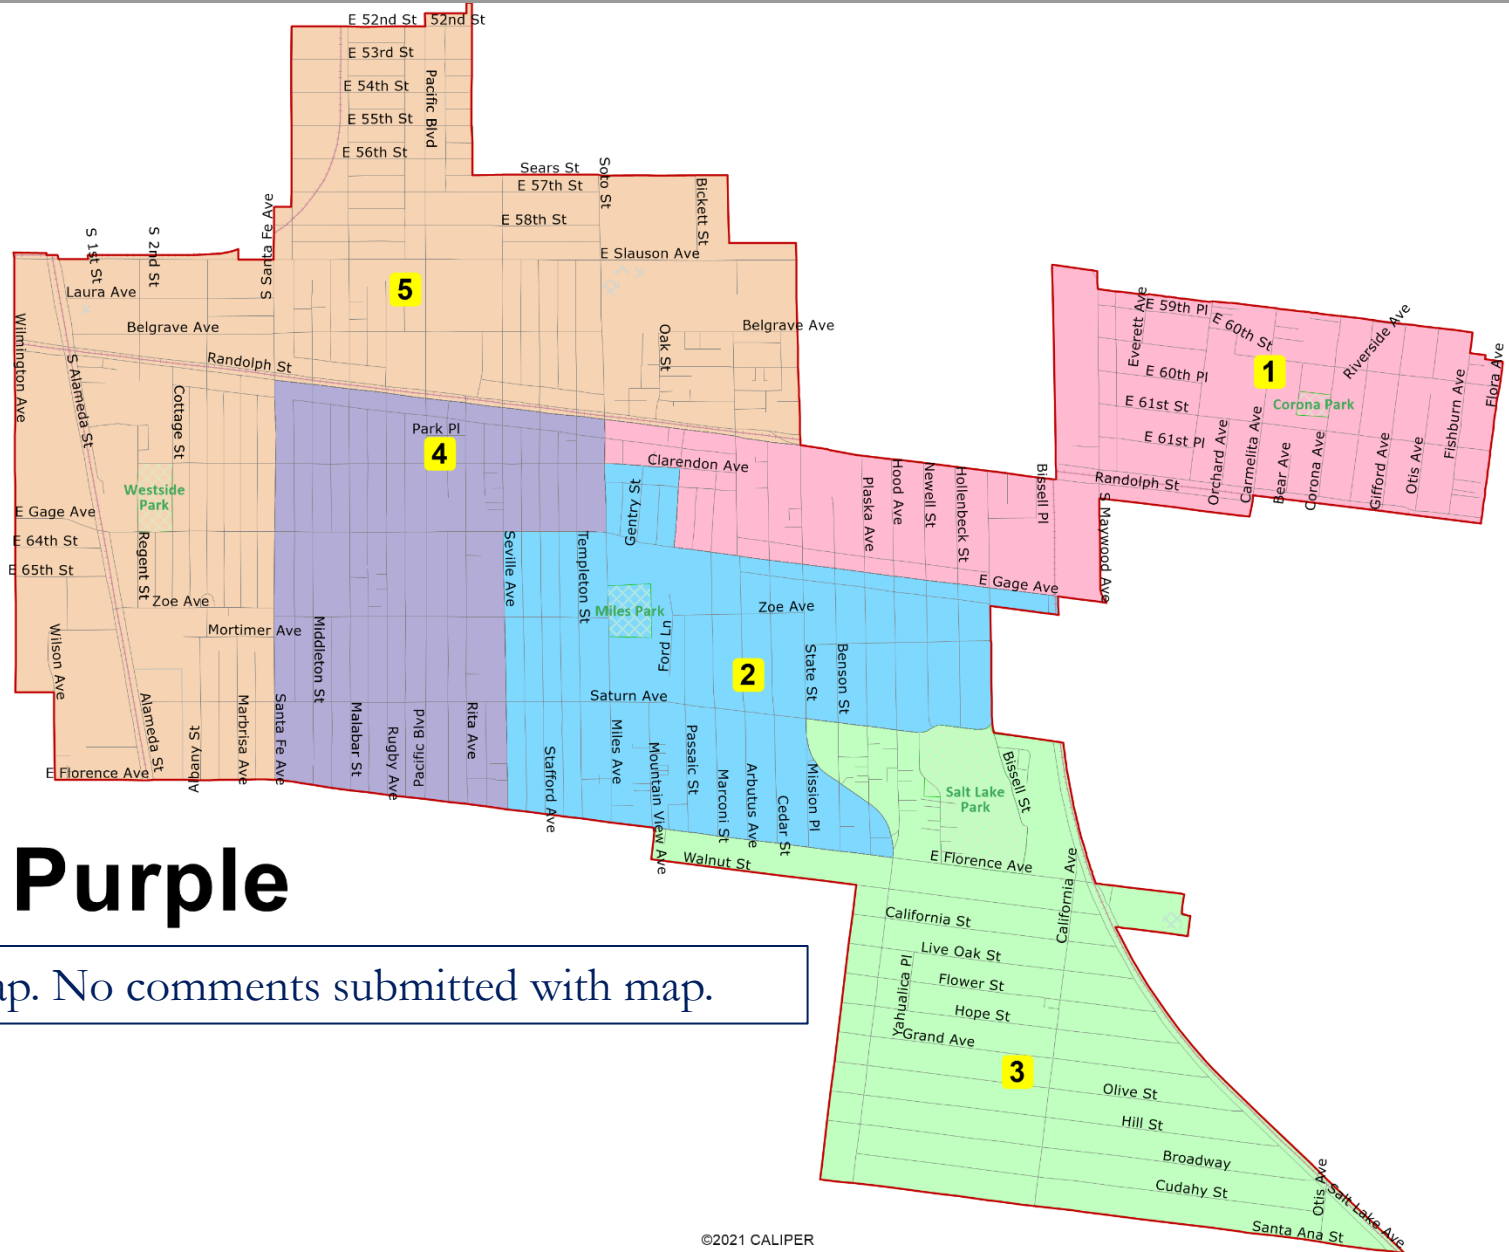 E 52nd St
52nd St
E 53rd St
E 54th St
Pacific Blvd
E 55th St
E 56th St
Sears St
E 57th St
Soto St
Bickett St
E 58th St
S 1st St
S 2nd St
S Santa Fe Ave
E Slauson Ave
5
Laura Ave
Belgrave Ave
Belgrave Ave
Oak St
Wilmington Ave
Randolph St
S Alameda St
Cottage St
Everett Ave
E 59th Pl
E 60th St
Riverside Ave
Flora Ave
1
E 60th Pl
Corona Park
E 61st St
E 61st Pl
Orchard Ave
Carmelita Ave
Bear Ave
Corona Ave
Gifford Ave
Otis Ave
Fishburn Ave
Randolph St
Park Pl
4
Clarendon Ave
Gentry St
Plaska Ave
Hood Ave
Newell St
Hollenbeck St
Bissell Pl
S Maywood Ave
E Gage Ave
Westside
Park
E Gage Ave
E 64th St
E 65th St
Regent St
Zoe Ave
Mortimer Ave
Wilson Ave
Middleton St
Seville Ave
Templeton St
Miles Park
Ford Ln
Zoe Ave
2
State St
Benson St
Saturn Ave
Alameda St
Albany St
Marbrisa Ave
Santa Fe Ave
Malabar St
Rugby Ave
Pacific Blvd
Rita Ave
Stafford Ave
Miles Ave
Mountain View Ave
Passaic St
Marconi St
Arbutus Ave
Cedar St
Mission Pl
Bissell St
Salt Lake
Park
E Florence Ave
E Florence Ave
Walnut St
California Ave
Purple
California St
Live Oak St
Yahualica Pl
Flower St
ap. No comments submitted with map.
Hope St
Grand Ave
3
Olive St
Hill St
Broadway
Cudahy St
Otis Ave
Salt Lake Ave
Santa Ana St
©2021 CALIPER